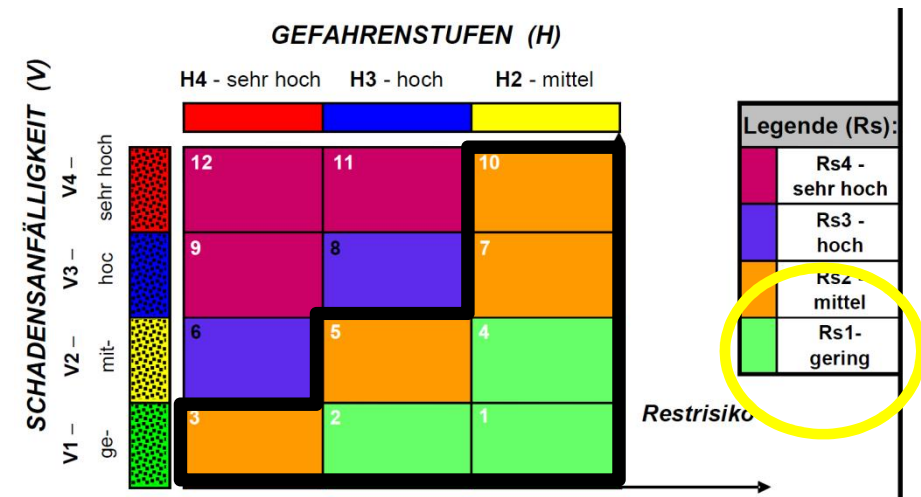 GEFAHRENSTUFEN (H)
H4 - sehr hoch H3 - hoch H2 - mittel
SCHADENSANFÄLLIGKEIT (V)
V4 –
sehr hoch
V3 –
hoc
V2 –
mit-
V1 –
ge-
12 11 10
9 8 7
6 5 4
3 2 1
Restrisiko
Legende (Rs):
Rs4 -
sehr hoch
Rs3 -
hoch
Rs2 -
mittel
Rs1-
gering